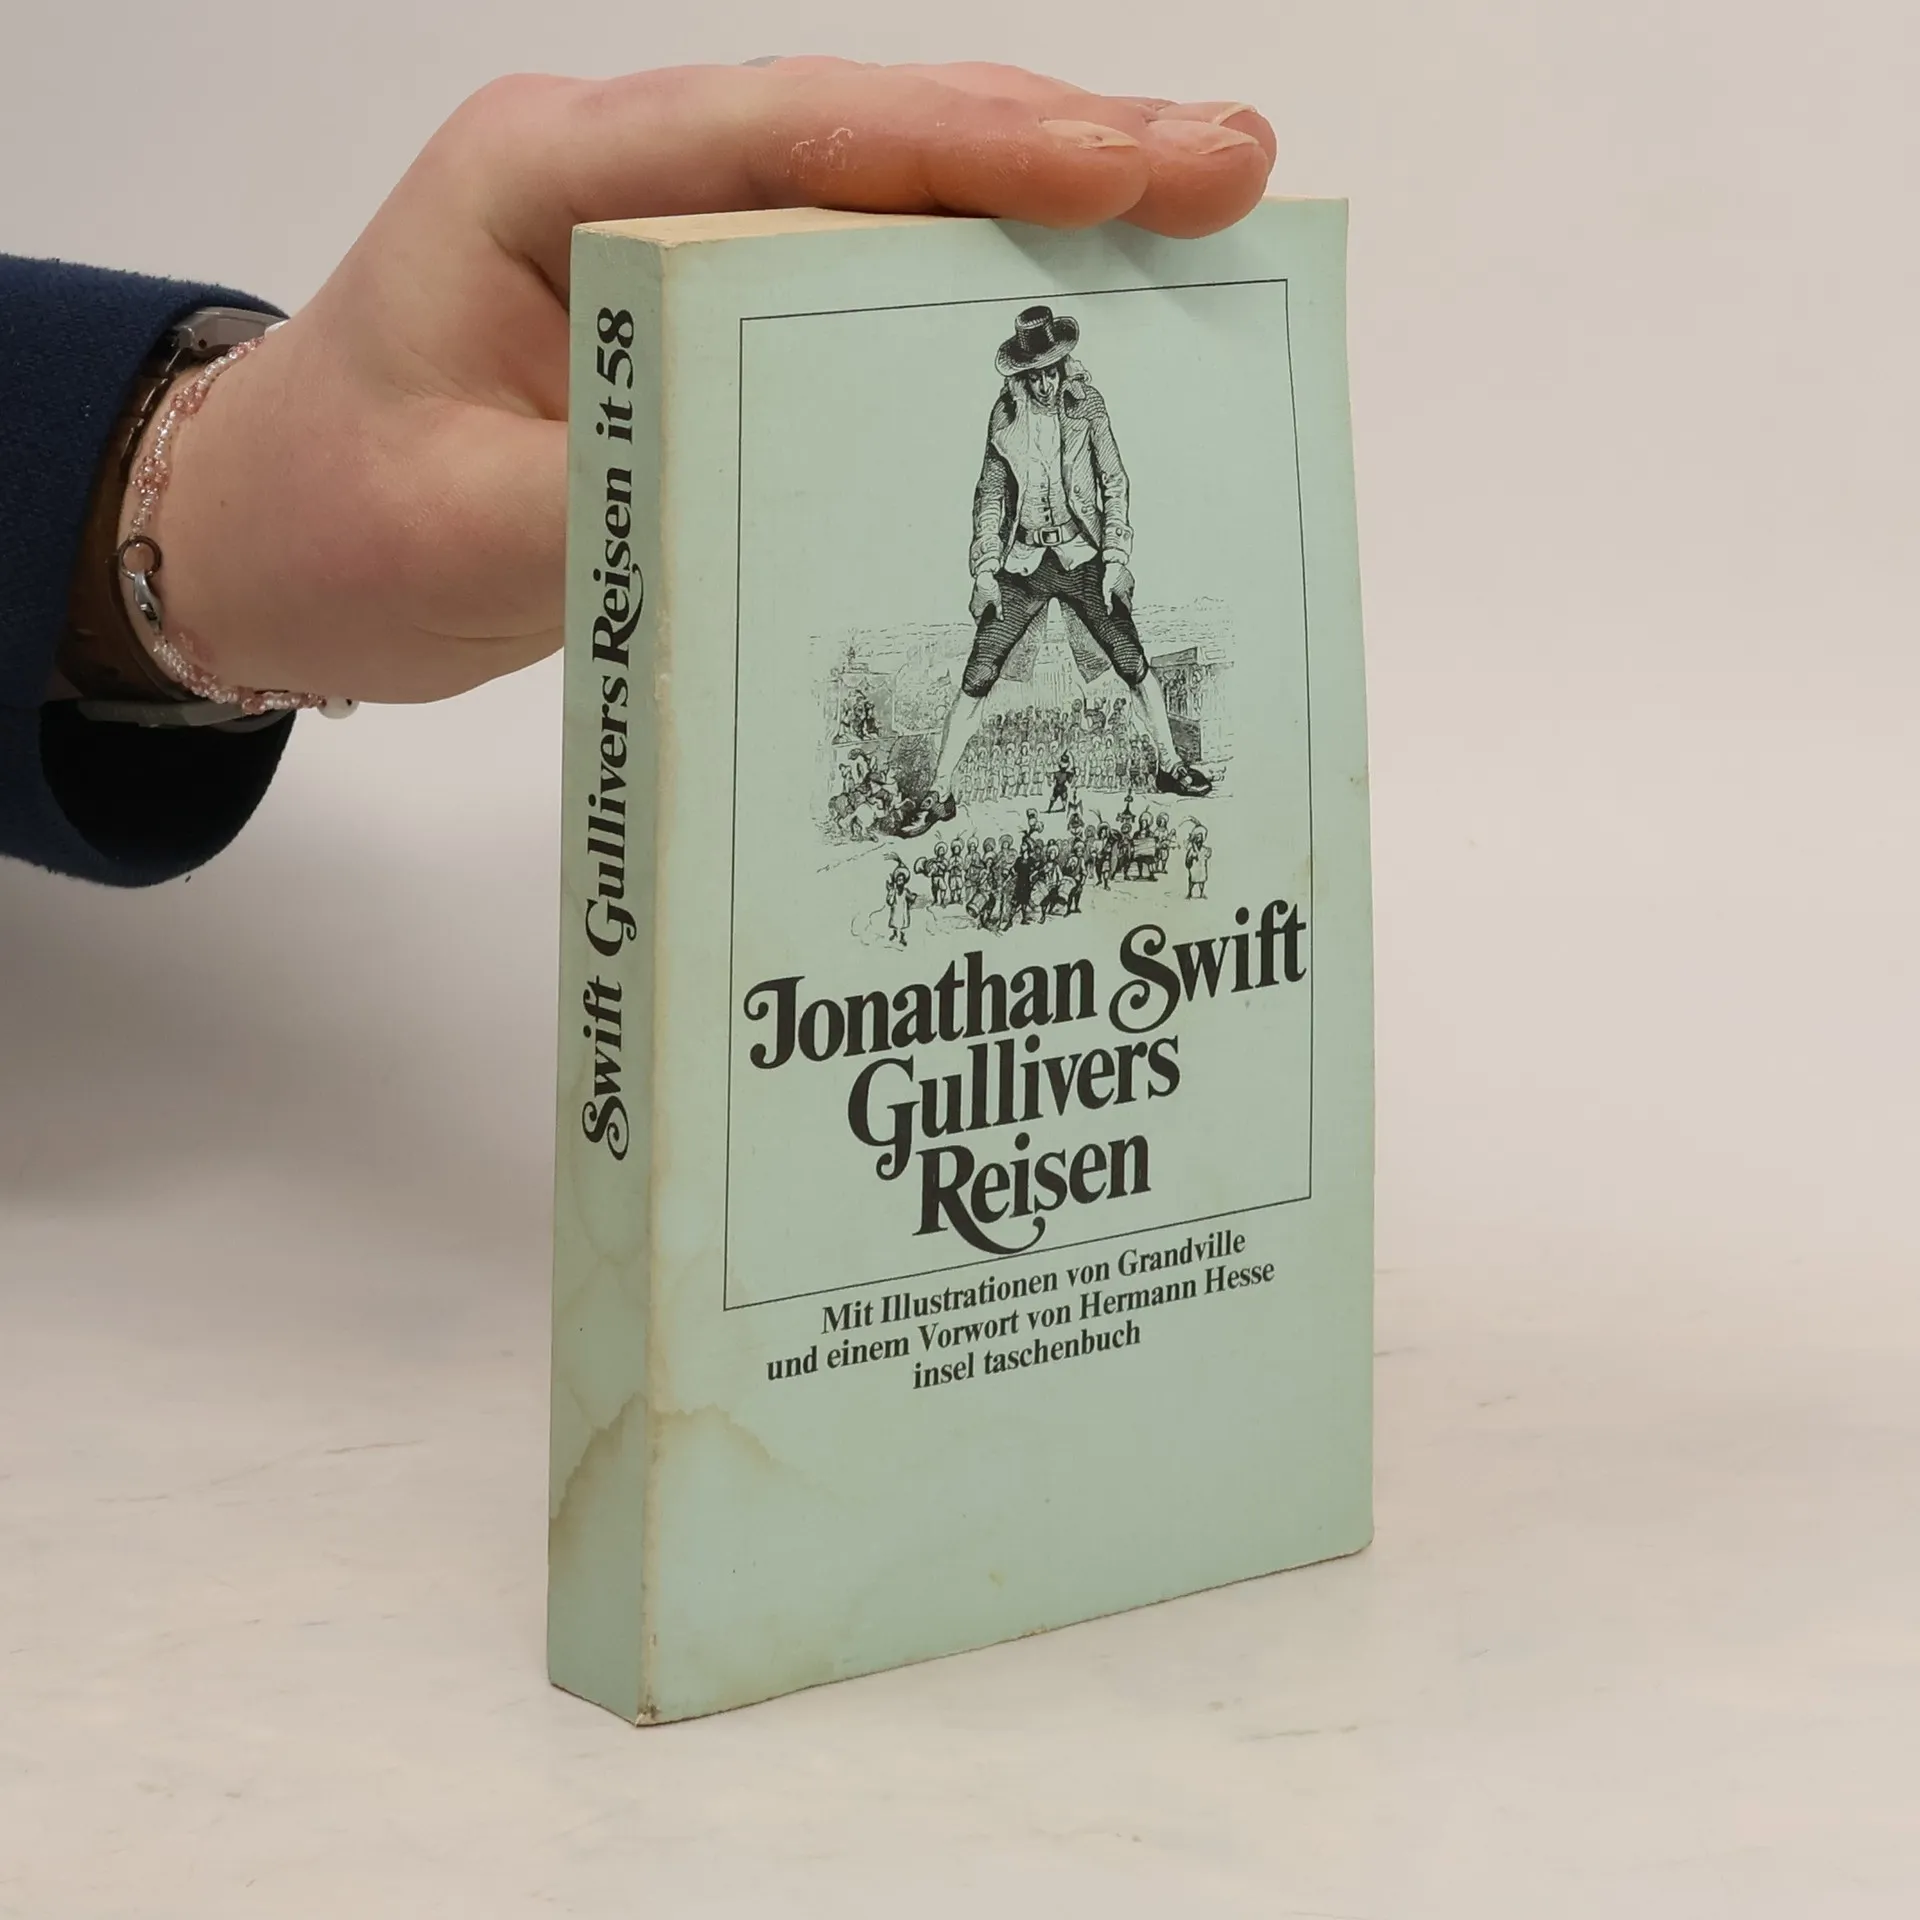 Swift Gullivers Reisen it 58
Jonathan Swift
Gullivers
Reisen
Mit Illustrationen von Grandville
und einem Vorwort von Hermann Hesse
insel taschenbuch